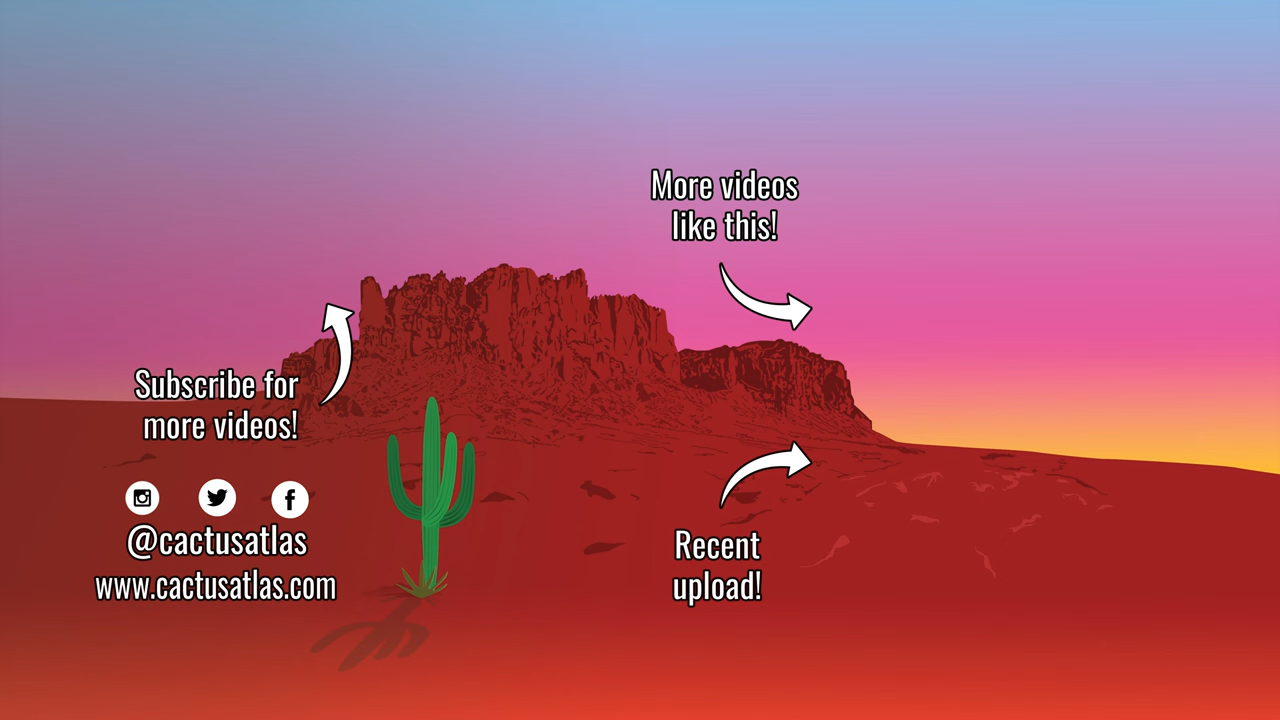 More videos
like this!
Subscribe for
more videos!
@cactusatlas
www.cactusatlas.com
Recent
upload!